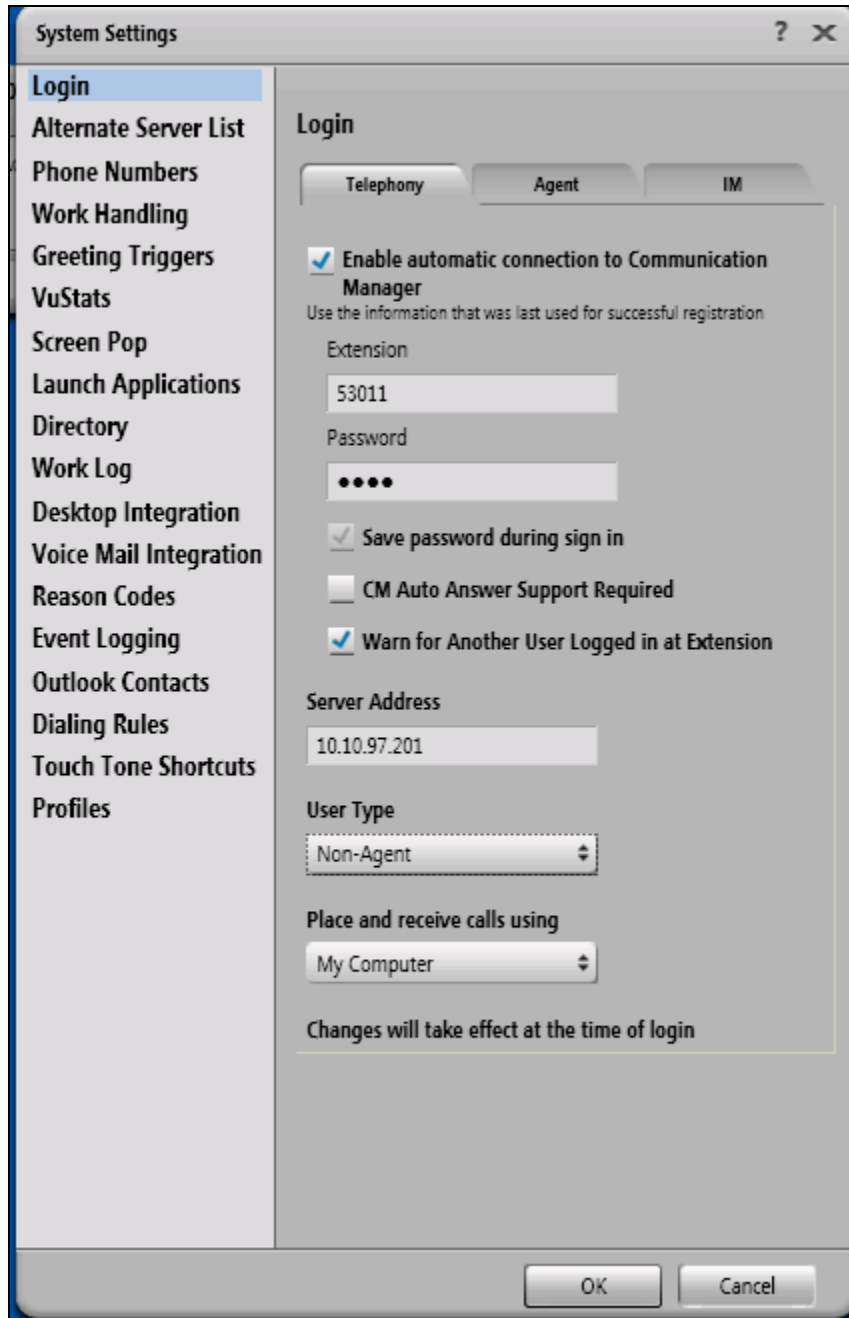 System Settings
?
Login
Alternate Server List
Phone Numbers
Work Handling
Greeting Triggers
VuStats
Screen Pop
Launch Applications
Directory
Work Log
Desktop Integration
Voice Mail Integration
Reason Codes
Event Logging
Outlook Contacts
Dialing Rules
Touch Tone Shortcuts
Profiles
Login
Telephony
Agent
IM
Enable automatic connection to Communication
Manager
Use the information that was last used for successful registration
Extension
53011
Password
••••
Save password during sign in
CM Auto Answer Support Required
Warn for Another User Logged in at Extension
Server Address
10.10.97.201
User Type
Non-Agent
Place and receive calls using
My Computer
Changes will take effect at the time of login
OK
Cancel